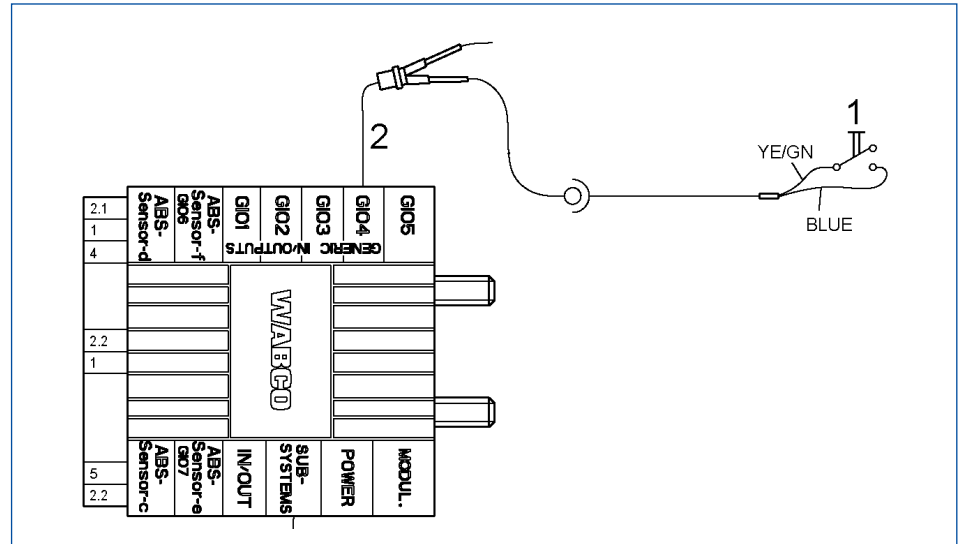 1
2
YE/GN
BLUE
2.1
1
4
2.2
1
5
2.2
ABS-
Sensor-d
ABS-
Sensor-f
GIO6
GIO1
GIO2
GIO3
GIO4
GIO5
GENERIC IN/OUTPUTS
WABCO
ABS-
Sensor-c
ABS-
Sensor-e
GIO7
IN/OUT
SUB-
SYSTEMS
POWER
MODUL.